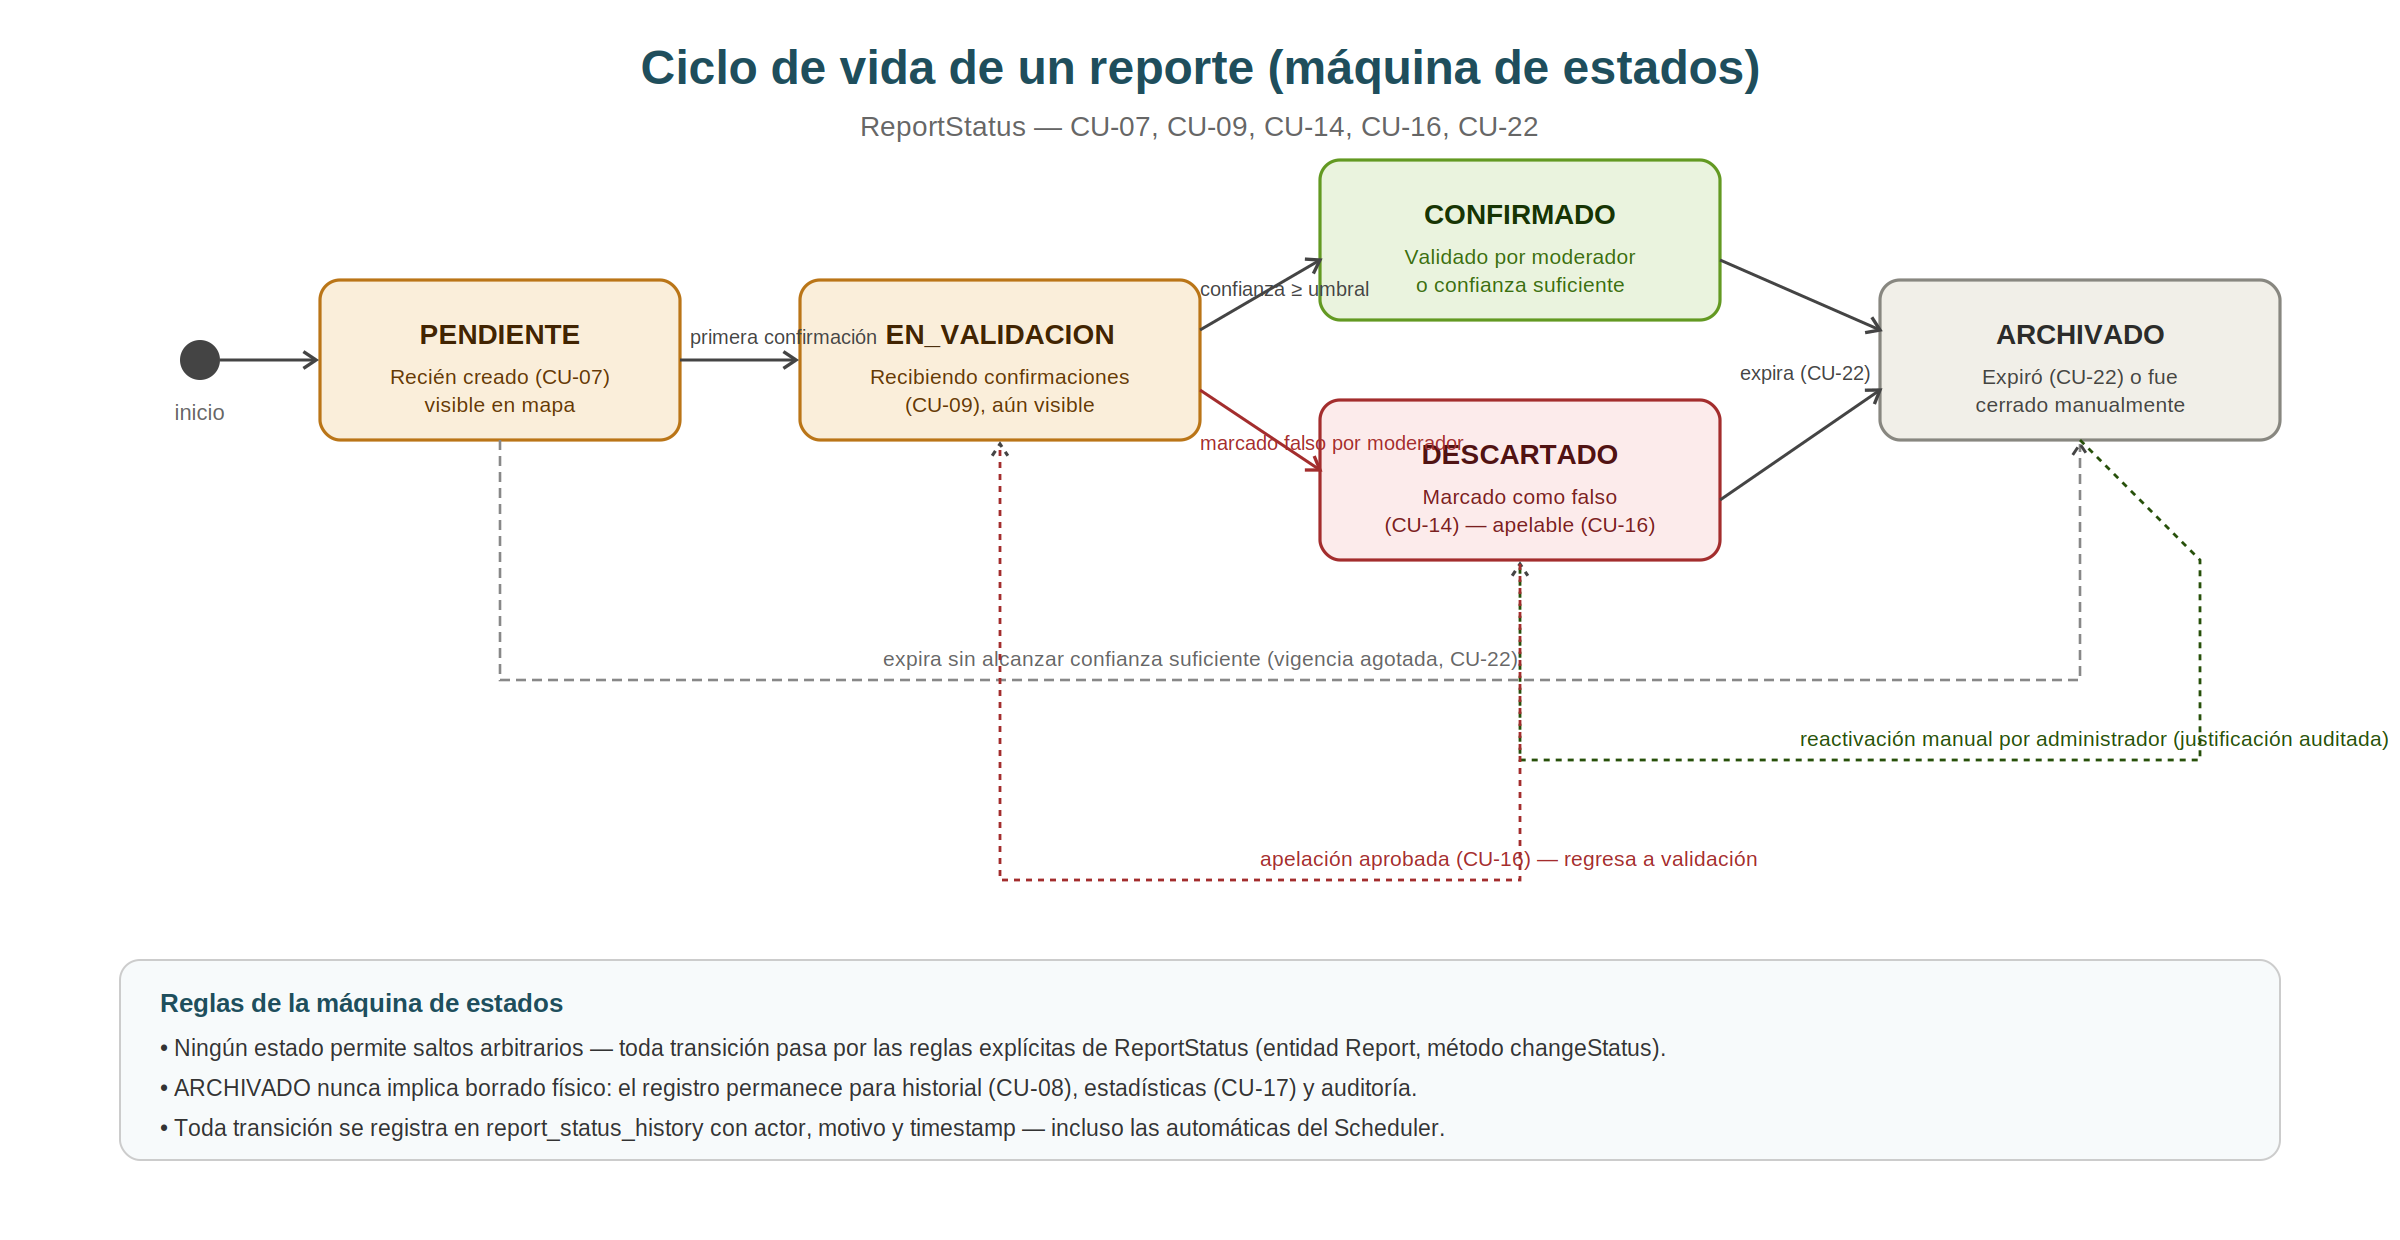 Ciclo de vida de un reporte (máquina de estados)
ReportStatus — CU-07, CU-09, CU-14, CU-16, CU-22
inicio
PENDIENTE
Recién creado (CU-07)
visible en mapa
primera confirmación
EN_VALIDACION
Recibiendo confirmaciones
(CU-09), aún visible
confianza ≥ umbral
CONFIRMADO
Validado por moderador
o confianza suficiente
marcado falso por moderador
DESCARTADO
Marcado como falso
(CU-14) — apelable (CU-16)
expira (CU-22)
ARCHIVADO
Expiró (CU-22) o fue
cerrado manualmente
expira sin alcanzar confianza suficiente (vigencia agotada, CU-22)
reactivación manual por administrador (justificación auditada)
apelación aprobada (CU-16) — regresa a validación
Reglas de la máquina de estados
• Ningún estado permite saltos arbitrarios — toda transición pasa por las reglas explícitas de ReportStatus (entidad Report, método changeStatus).
• ARCHIVADO nunca implica borrado físico: el registro permanece para historial (CU-08), estadísticas (CU-17) y auditoría.
• Toda transición se registra en report_status_history con actor, motivo y timestamp — incluso las automáticas del Scheduler.